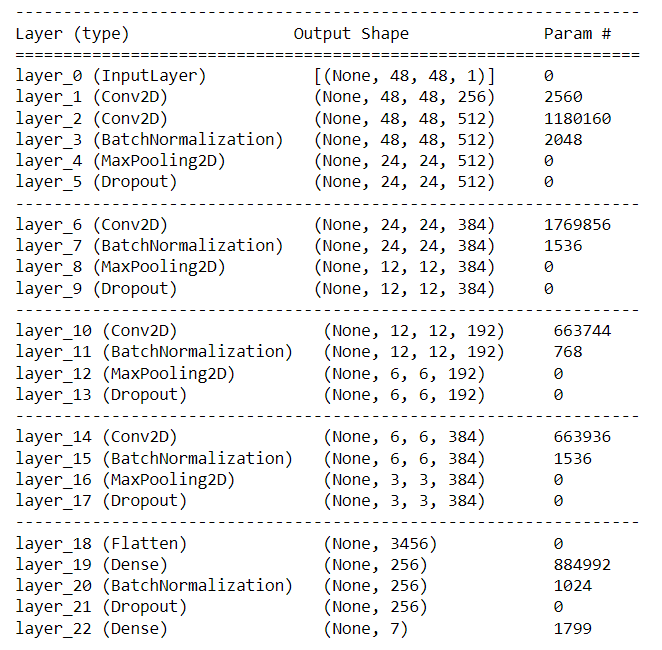 Layer (type) Output Shape Param #
layer_0 (InputLayer) [(None, 48, 48, 1)] 0
layer_1 (Conv2D) (None, 48, 48, 256) 2560
layer_2 (Conv2D) (None, 48, 48, 512) 1180160
layer_3 (BatchNormalization) (None, 48, 48, 512) 2048
layer_4 (MaxPooling2D) (None, 24, 24, 512) 0
layer_5 (Dropout) (None, 24, 24, 512) 0
layer_6 (Conv2D) (None, 24, 24, 384) 1769856
layer_7 (BatchNormalization) (None, 24, 24, 384) 1536
layer_8 (MaxPooling2D) (None, 12, 12, 384) 0
layer_9 (Dropout) (None, 12, 12, 384) 0
layer_10 (Conv2D) (None, 12, 12, 192) 663744
layer_11 (BatchNormalization) (None, 12, 12, 192) 768
layer_12 (MaxPooling2D) (None, 6, 6, 192) 0
layer_13 (Dropout) (None, 6, 6, 192) 0
layer_14 (Conv2D) (None, 6, 6, 384) 663936
layer_15 (BatchNormalization) (None, 6, 6, 384) 1536
layer_16 (MaxPooling2D) (None, 3, 3, 384) 0
layer_17 (Dropout) (None, 3, 3, 384) 0
layer_18 (Flatten) (None, 3456) 0
layer_19 (Dense) (None, 256) 884992
layer_20 (BatchNormalization) (None, 256) 1024
layer_21 (Dropout) (None, 256) 0
layer_22 (Dense) (None, 7) 1799